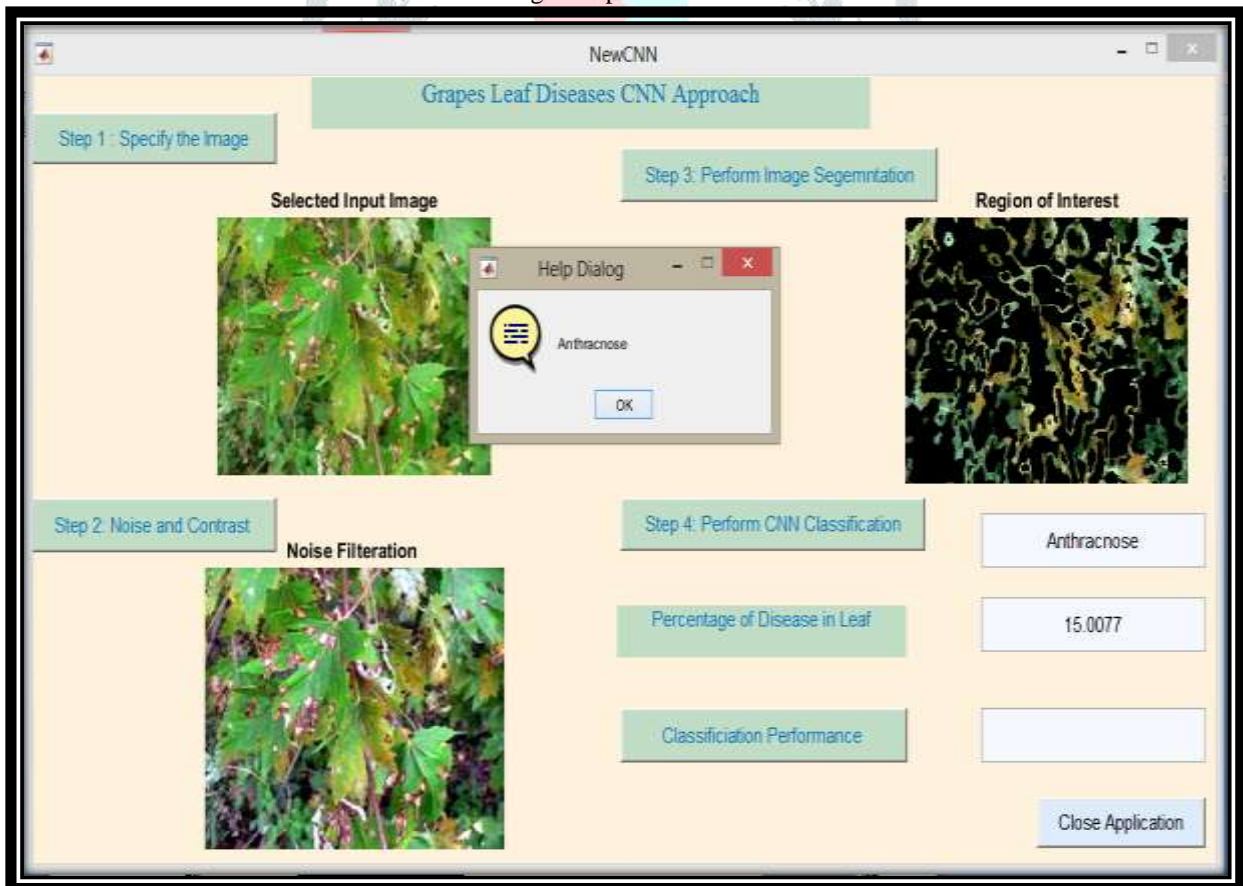 NewCNN
Grapes Leaf Diseases CNN Approach
Step 1 : Specify the Image
Selected Input Image
Step 2: Noise and Contrast
Noise Filteration
Step 3: Perform Image Segemntation
Region of Interest
Help Dialog
Anthracnose
OK
Step 4: Perform CNN Classification
Anthracnose
Percentage of Disease in Leaf
15.0077
Classificiation Performance
Close Application